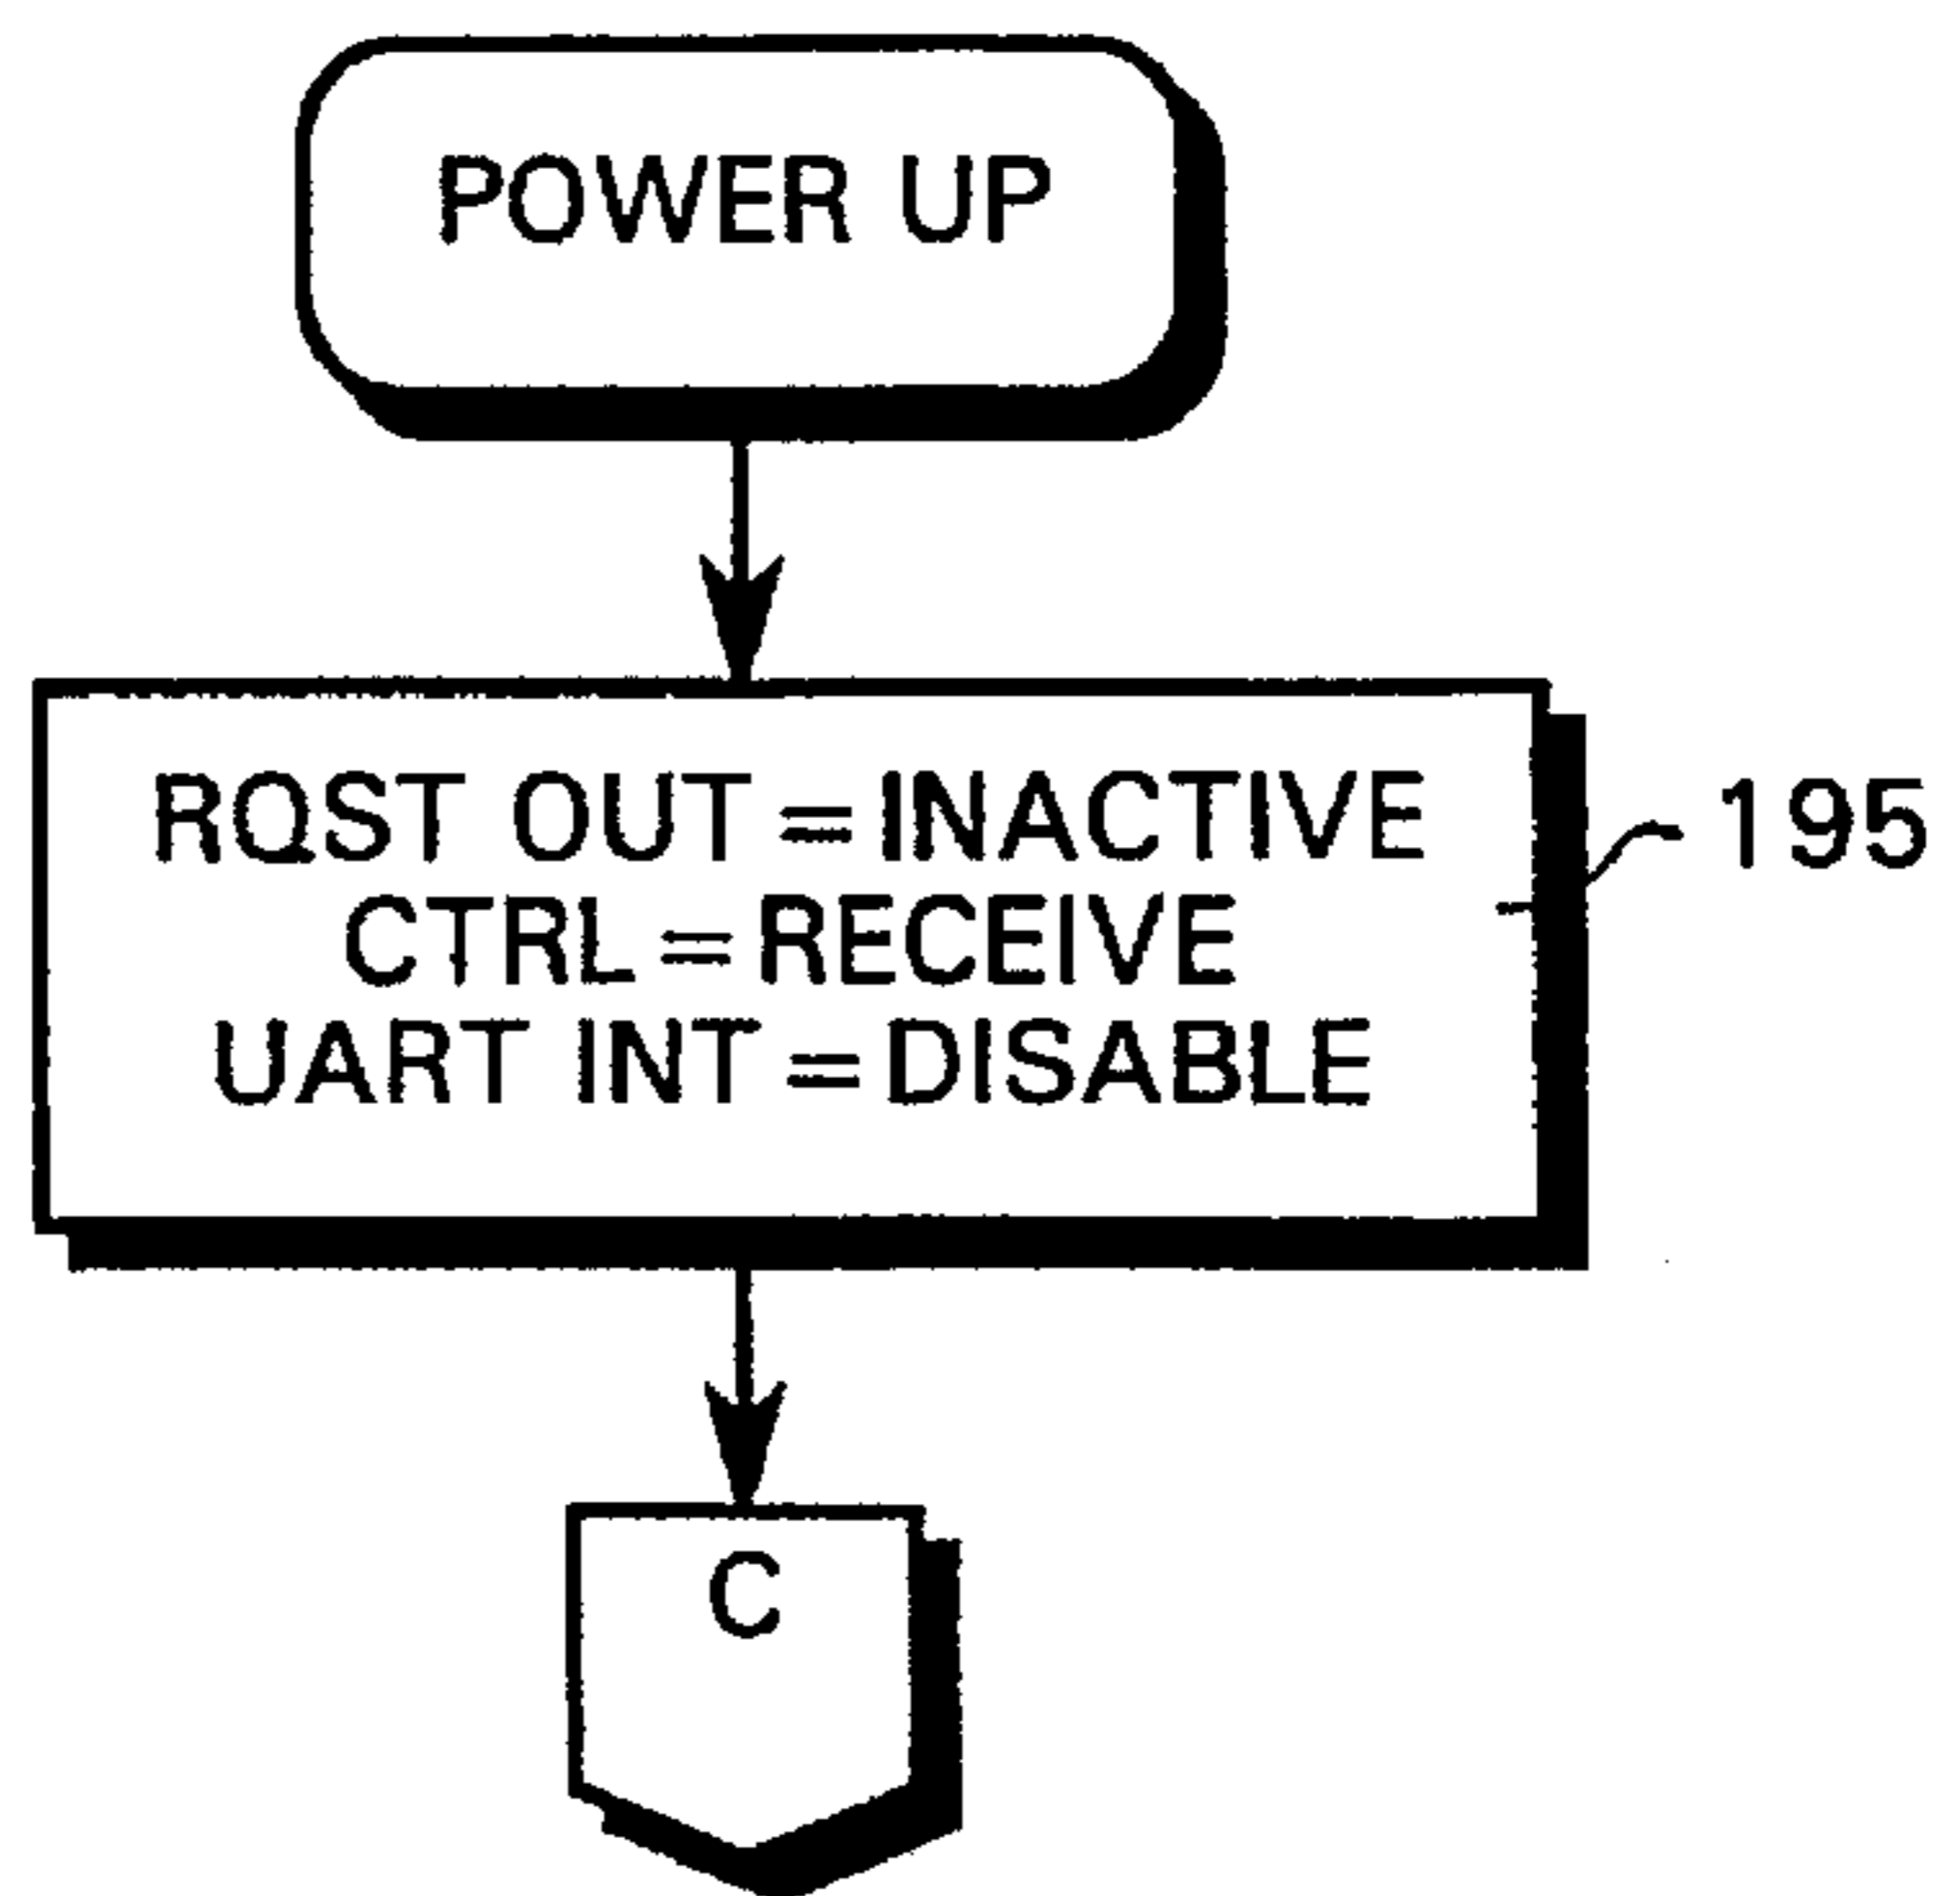 POWER UP
RQST OUT = INACTIVE
CTRL = RECEIVE
UART INT = DISABLE
195
C